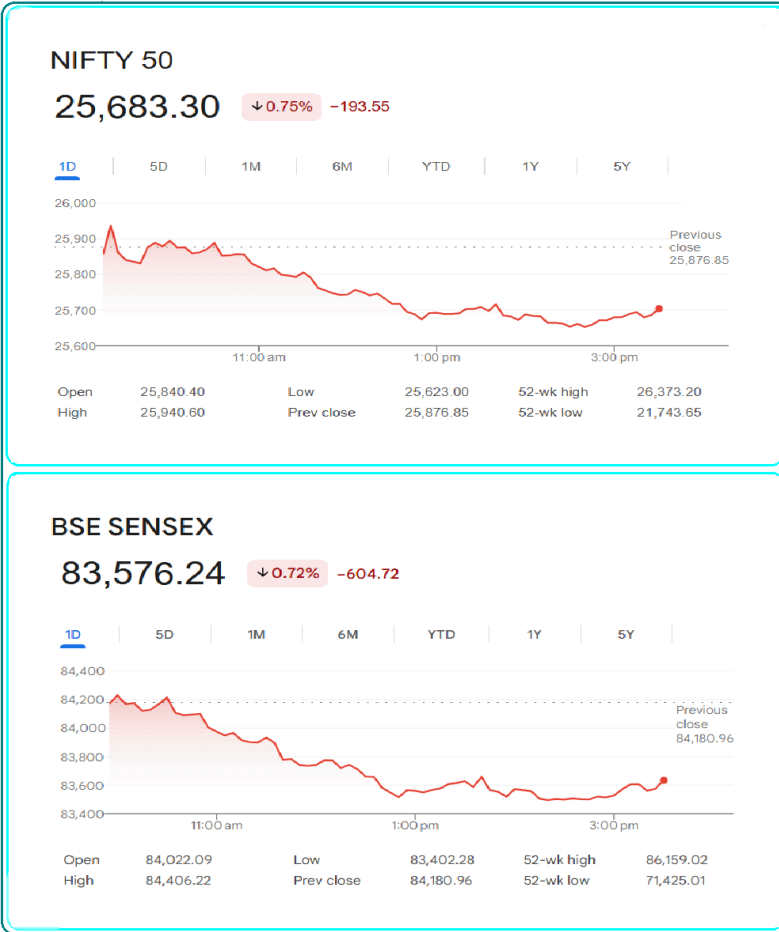 NIFTY 50
25,683.30 ↓ 0.75% −193.55
1D 5D 1M 6M YTD 1Y 5Y
26,000
25,900
25,800
25,700
25,600
Previous
close
25,876.85
11:00 am 1:00 pm 3:00 pm
Open 25,840.40 Low 25,623.00 52-wk high 26,373.20
High 25,940.60 Prev close 25,876.85 52-wk low 21,743.65
BSE SENSEX
83,576.24 ↓ 0.72% −604.72
1D 5D 1M 6M YTD 1Y 5Y
84,400
84,200
84,000
83,800
83,600
83,400
Previous
close
84,180.96
11:00 am 1:00 pm 3:00 pm
Open 84,022.09 Low 83,402.28 52-wk high 86,159.02
High 84,406.22 Prev close 84,180.96 52-wk low 71,425.01